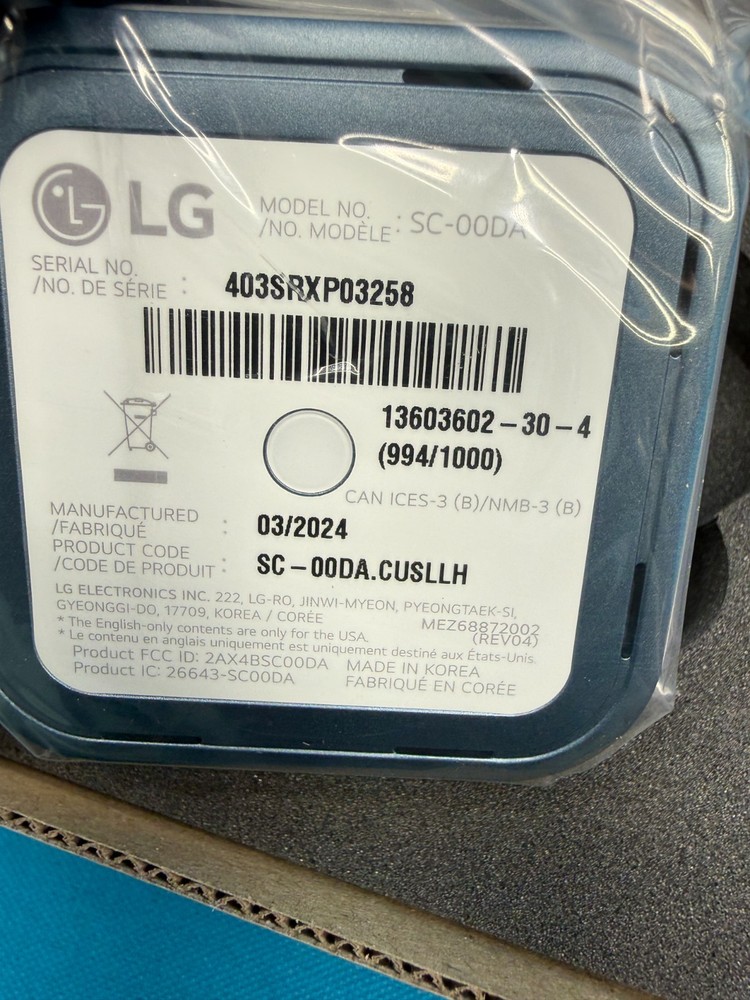 LG
MODEL NO.
/NO. MODÈLE : SC-00DA
SERIAL NO.
/NO. DE SÉRIE : 403SRXP03258
13603602-30-4
(994/1000)
CAN ICES-3 (B)/NMB-3 (B)
MANUFACTURED
/FABRIQUÉ : 03/2024
PRODUCT CODE
/CODE DE PRODUIT : SC-00DA.CUSLLH
LG ELECTRONICS INC. 222, LG-RO, JINWI-MYEON, PYEONGTAEK-SI,
GYEONGGI-DO, 17709, KOREA / CORÉE
MEZ68872002
(REV04)
* The English-only contents are only for the USA.
* Le contenu en anglais uniquement est uniquement destiné aux États-Unis.
Product FCC ID: 2AX4BSC00DA MADE IN KOREA
Product IC: 26643-SC00DA FABRIQUÉ EN CORÉE